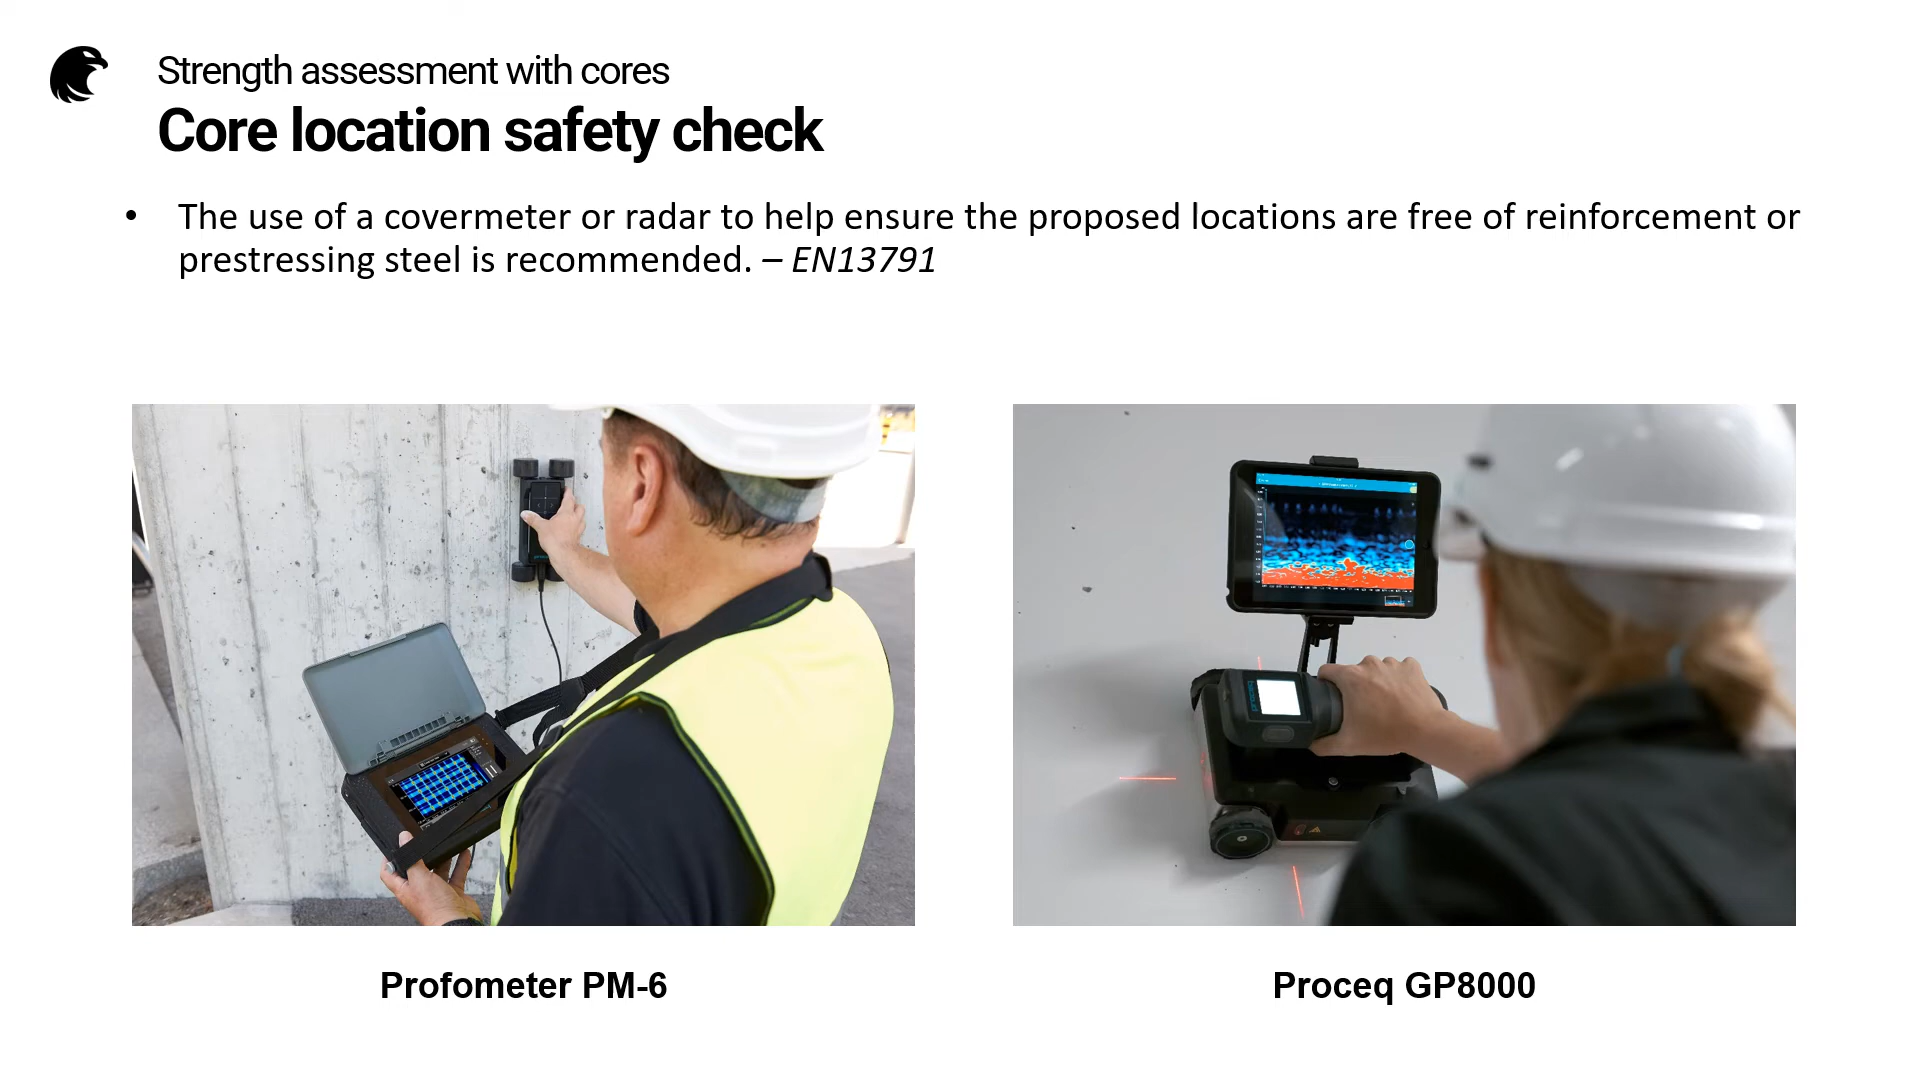 Strength assessment with cores
Core location safety check
• The use of a covermeter or radar to help ensure the proposed locations are free of reinforcement or
prestressing steel is recommended. – EN13791
Profometer PM-6
Proceq GP8000